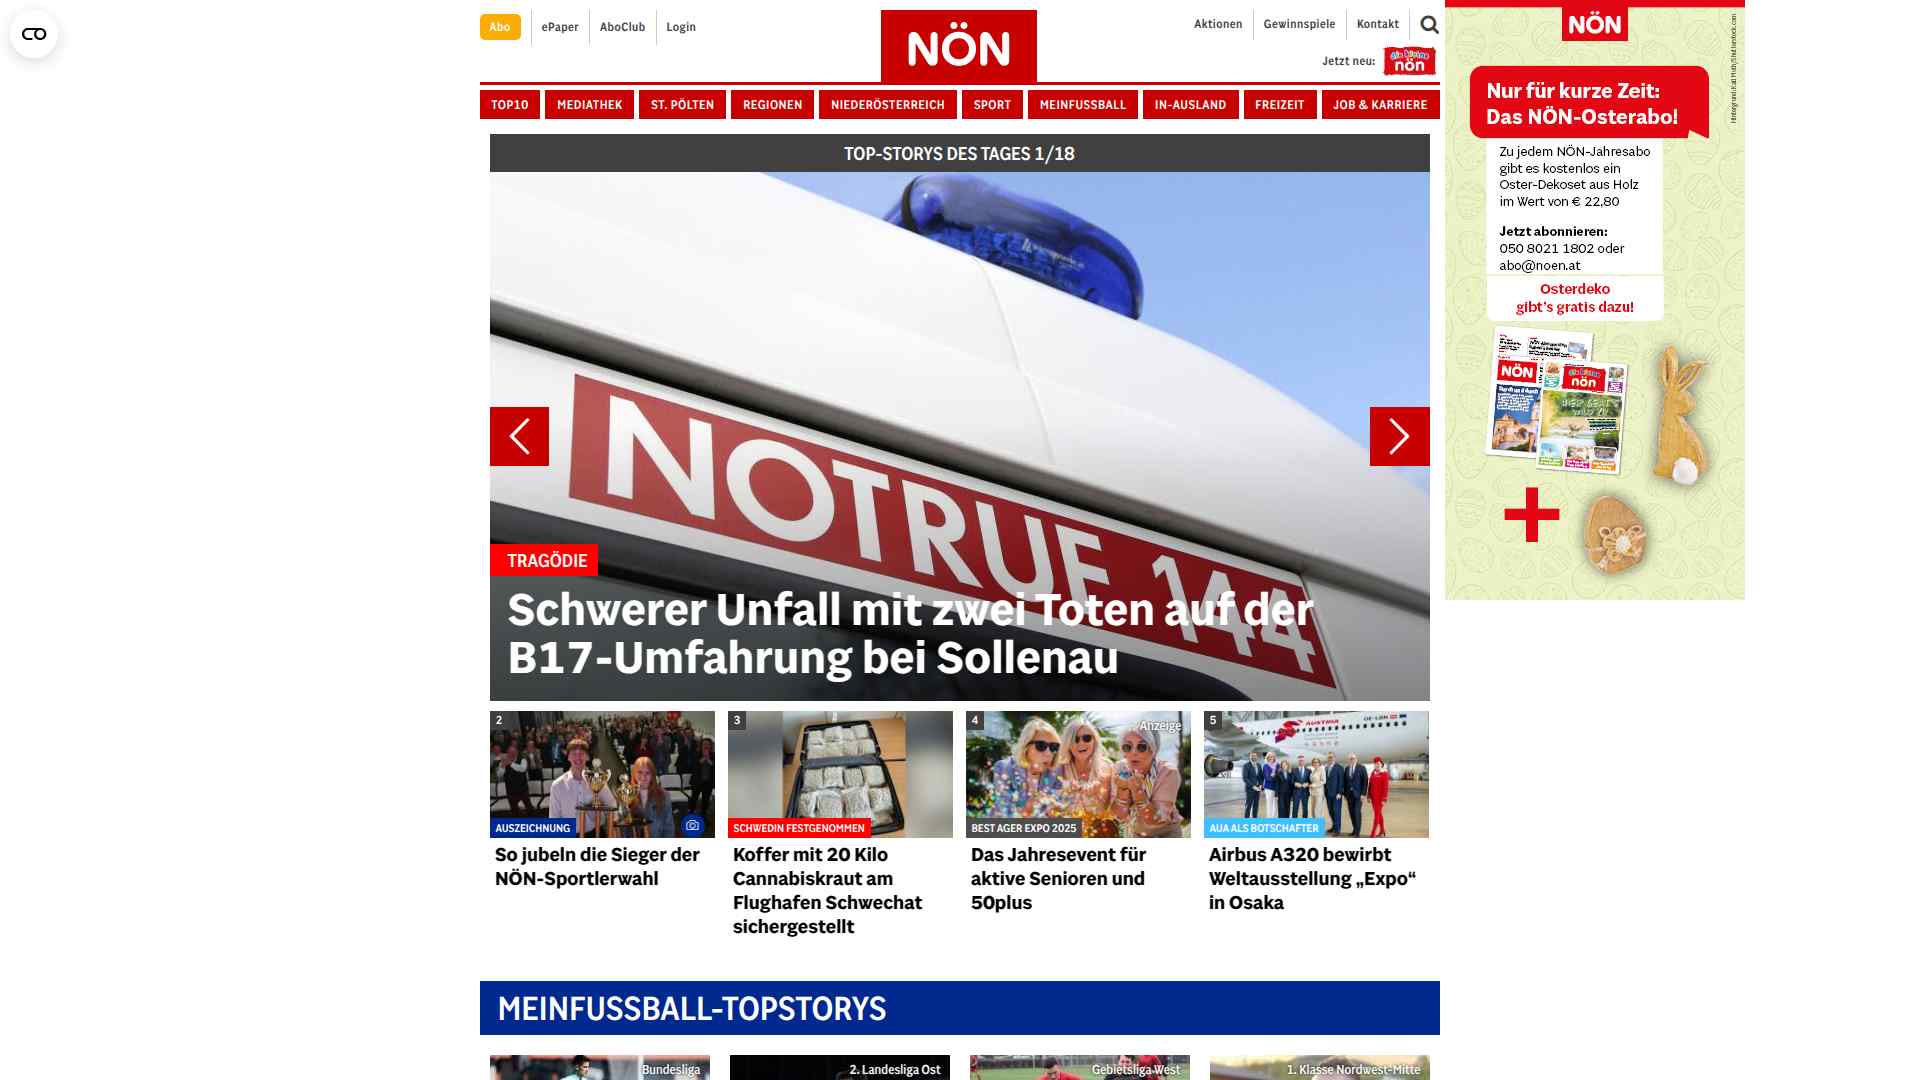 Abo
ePaper
AboClub
Login
NÖN
Aktionen
Gewinnspiele
Kontakt
Jetzt neu:
die kleine
nön
TOP10
MEDIATHEK
ST. PÖLTEN
REGIONEN
NIEDERÖSTERREICH
SPORT
MEINFUSSBALL
IN-AUSLAND
FREIZEIT
JOB & KARRIERE
TOP-STORYS DES TAGES 1/18
NOTRUF 144
TRAGÖDIE
Schwerer Unfall mit zwei Toten auf der
B17-Umfahrung bei Sollenau
2
AUSZEICHNUNG
So jubeln die Sieger der
NÖN-Sportlerwahl
3
SCHWEDIN FESTGENOMMEN
Koffer mit 20 Kilo
Cannabiskraut am
Flughafen Schwechat
sichergestellt
4
Anzeige
BEST AGER EXPO 2025
Das Jahresevent für
aktive Senioren und
50plus
5
AUSTRIA
AUA ALS BOTSCHAFTER
Airbus A320 bewirbt
Weltausstellung „Expo“
in Osaka
MEINFUSSBALL-TOPSTORYS
Bundesliga
2. Landesliga Ost
Gebietsliga West
1. Klasse Nordwest-Mitte
NÖN
Nur für kurze Zeit:
Das NÖN-Osterabo!
Zu jedem NÖN-Jahresabo
gibt es kostenlos ein
Oster-Dekoset aus Holz
im Wert von € 22,80
Jetzt abonnieren:
050 8021 1802 oder
abo@noen.at
Osterdeko
gibt's gratis dazu!
NÖN
die kleine
nön